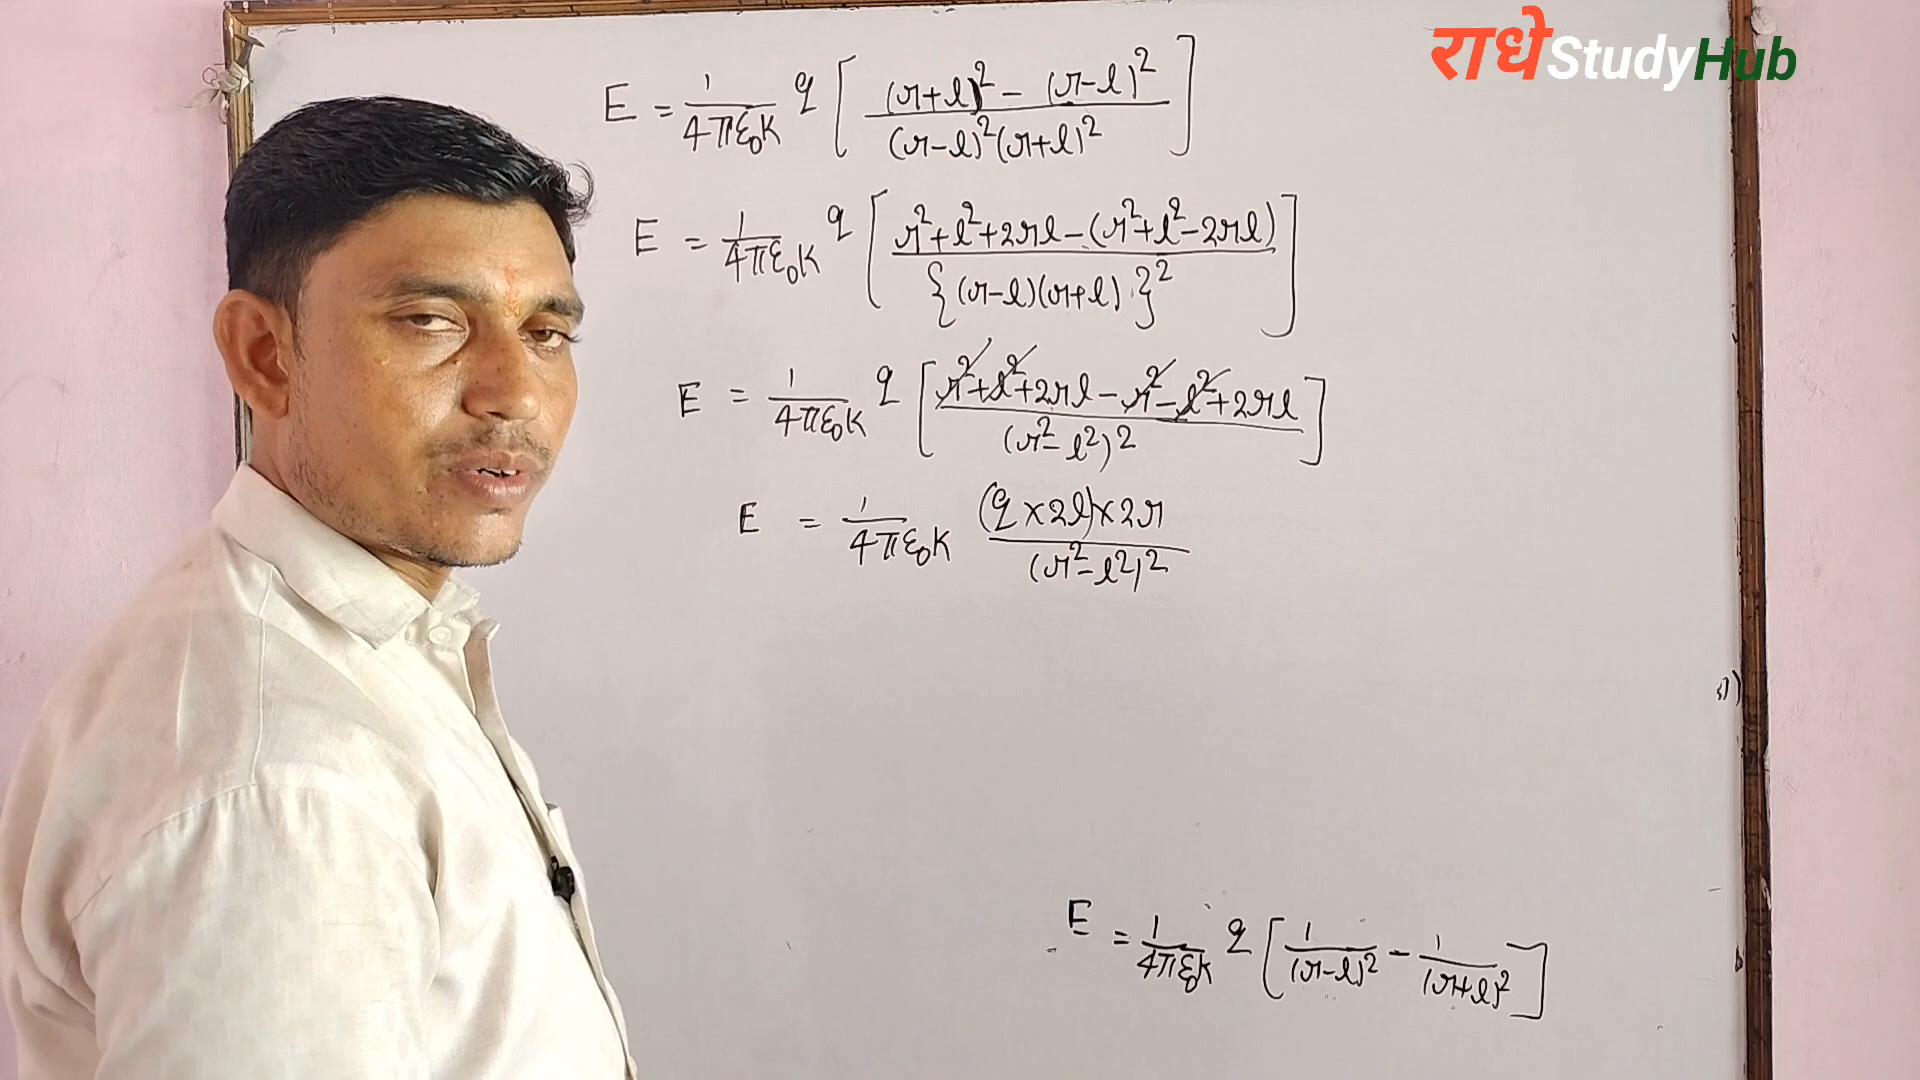 राधे StudyHub
E = 1/4πε₀K q [ (r+l)² - (r-l)² / (r-l)²(r+l)² ]
E = 1/4πε₀K q [ r²+l²+2rl-(r²+l²-2rl) / {(r-l)(r+l)}² ]
E = 1/4πε₀K q [ r²+l²+2rl-r²-l²+2rl / (r²-l²)² ]
E = 1/4πε₀K (q×2l)×2r / (r²-l²)²
E = 1/4πε₀K q [ 1/(r-l)² - 1/(r+l)² ]